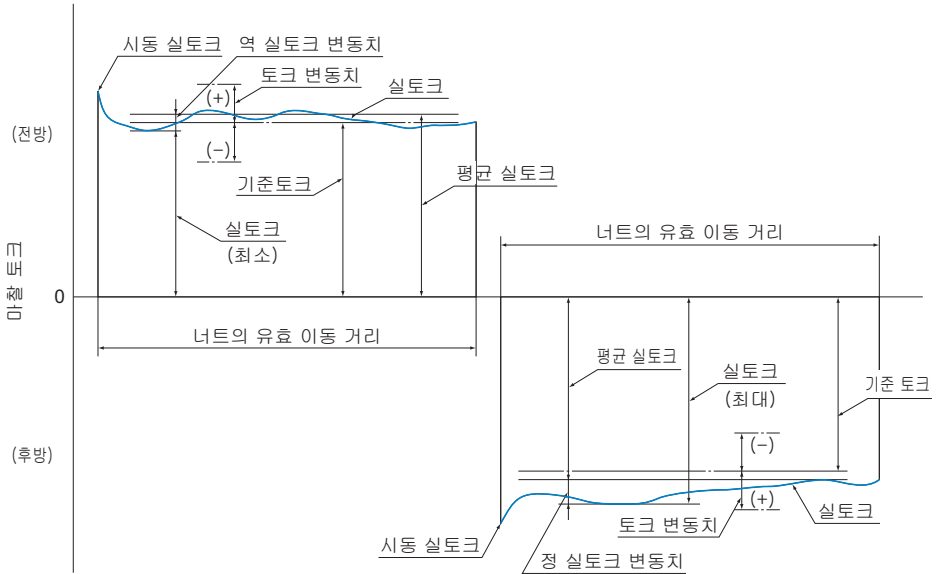 시동 실토크
역 실토크 변동치
토크 변동치
실토크
(+)
(전방)
(−)
기준토크
평균 실토크
실토크
(최소)
너트의 유효 이동 거리
마찰 토크
0
너트의 유효 이동 거리
평균 실토크
실토크
(최대)
기준 토크
(후방)
(−)
(+)
실토크
토크 변동치
시동 실토크
정 실토크 변동치